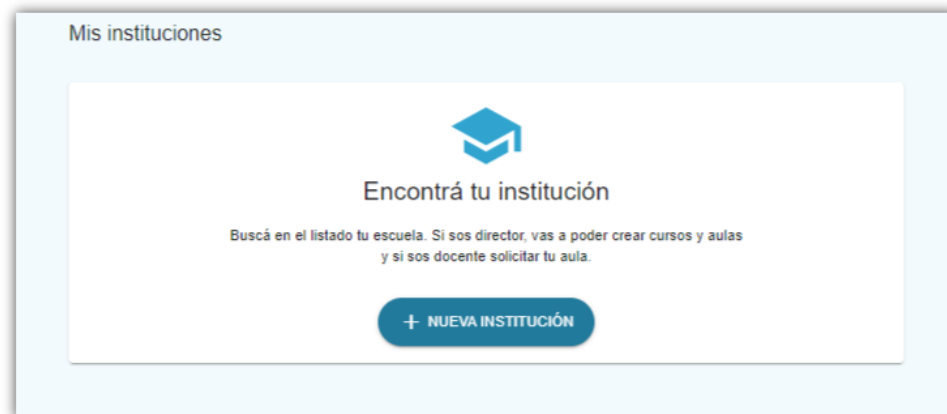 Mis instituciones
Encontrá tu institución
Buscá en el listado tu escuela. Si sos director, vas a poder crear cursos y aulas
y si sos docente solicitar tu aula.
+ NUEVA INSTITUCIÓN